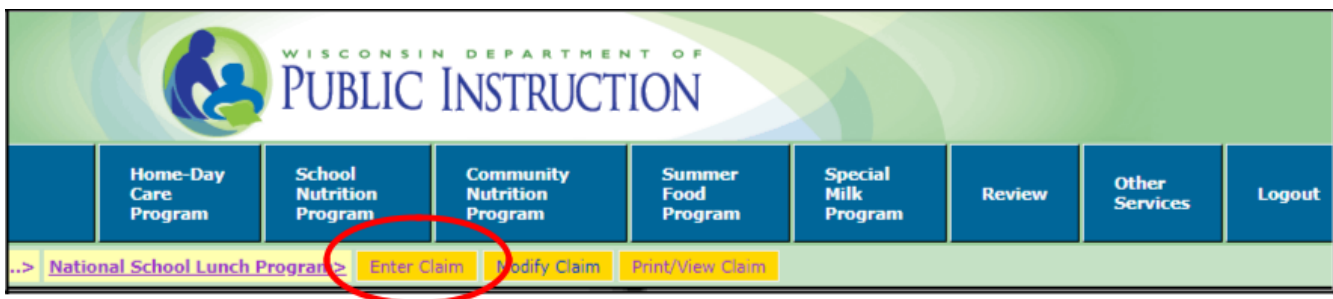 WISCONSIN DEPARTMENT OF
PUBLIC INSTRUCTION
Home-Day Care Program
School Nutrition Program
Community Nutrition Program
Summer Food Program
Special Milk Program
Review
Other Services
Logout
..> National School Lunch Program> Enter Claim Modify Claim Print/View Claim